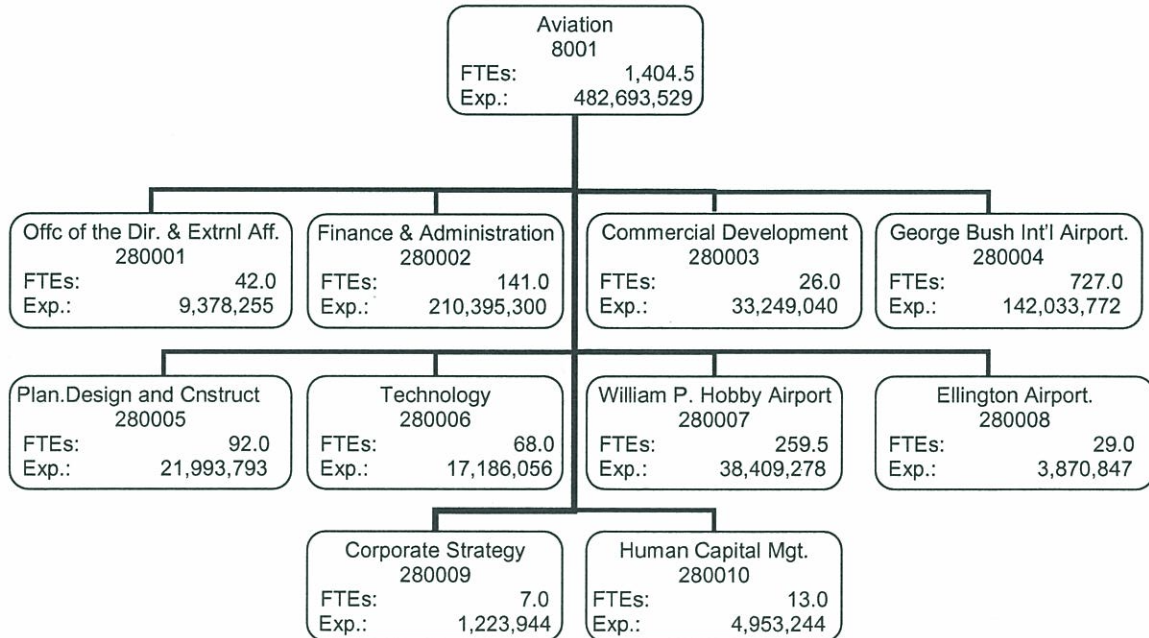 Aviation
8001
FTEs: 1,404.5
Exp.: 482,693,529
Offc of the Dir. & Extrnl Aff.
280001
FTEs: 42.0
Exp.: 9,378,255
Finance & Administration
280002
FTEs: 141.0
Exp.: 210,395,300
Commercial Development
280003
FTEs: 26.0
Exp.: 33,249,040
George Bush Int'l Airport.
280004
FTEs: 727.0
Exp.: 142,033,772
Plan.Design and Cnstruct
280005
FTEs: 92.0
Exp.: 21,993,793
Technology
280006
FTEs: 68.0
Exp.: 17,186,056
William P. Hobby Airport
280007
FTEs: 259.5
Exp.: 38,409,278
Ellington Airport.
280008
FTEs: 29.0
Exp.: 3,870,847
Corporate Strategy
280009
FTEs: 7.0
Exp.: 1,223,944
Human Capital Mgt.
280010
FTEs: 13.0
Exp.: 4,953,244